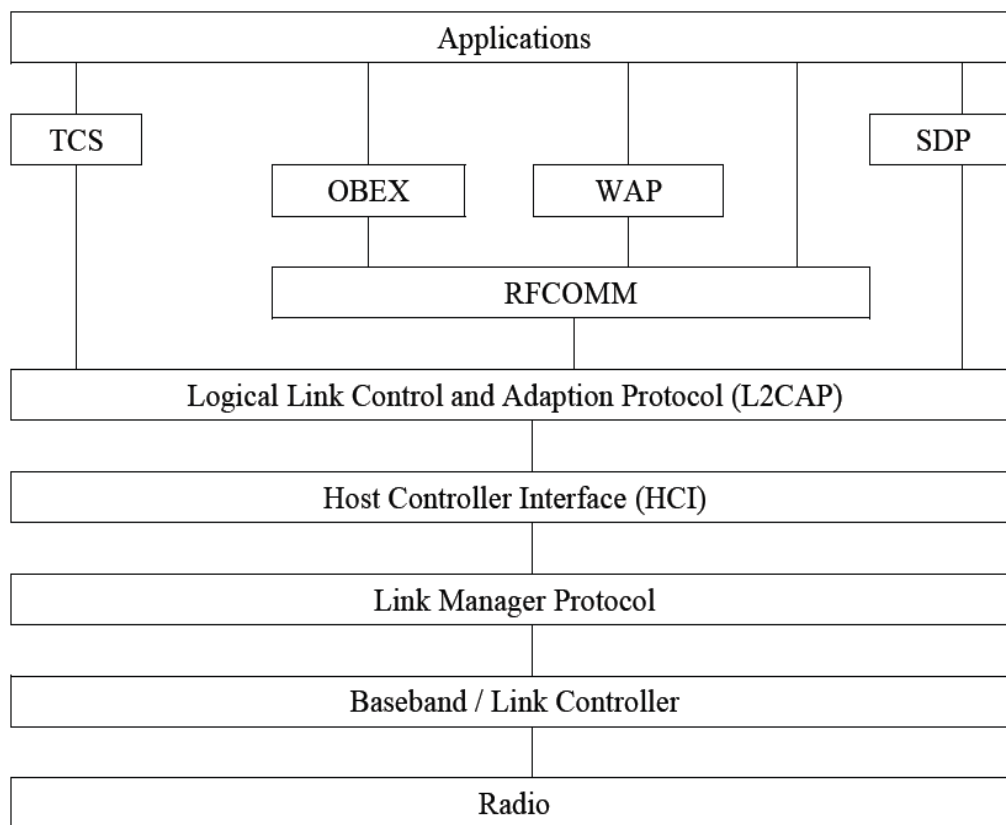 Applications
TCS
SDP
OBEX
WAP
RFCOMM
Logical Link Control and Adaption Protocol (L2CAP)
Host Controller Interface (HCI)
Link Manager Protocol
Baseband / Link Controller
Radio